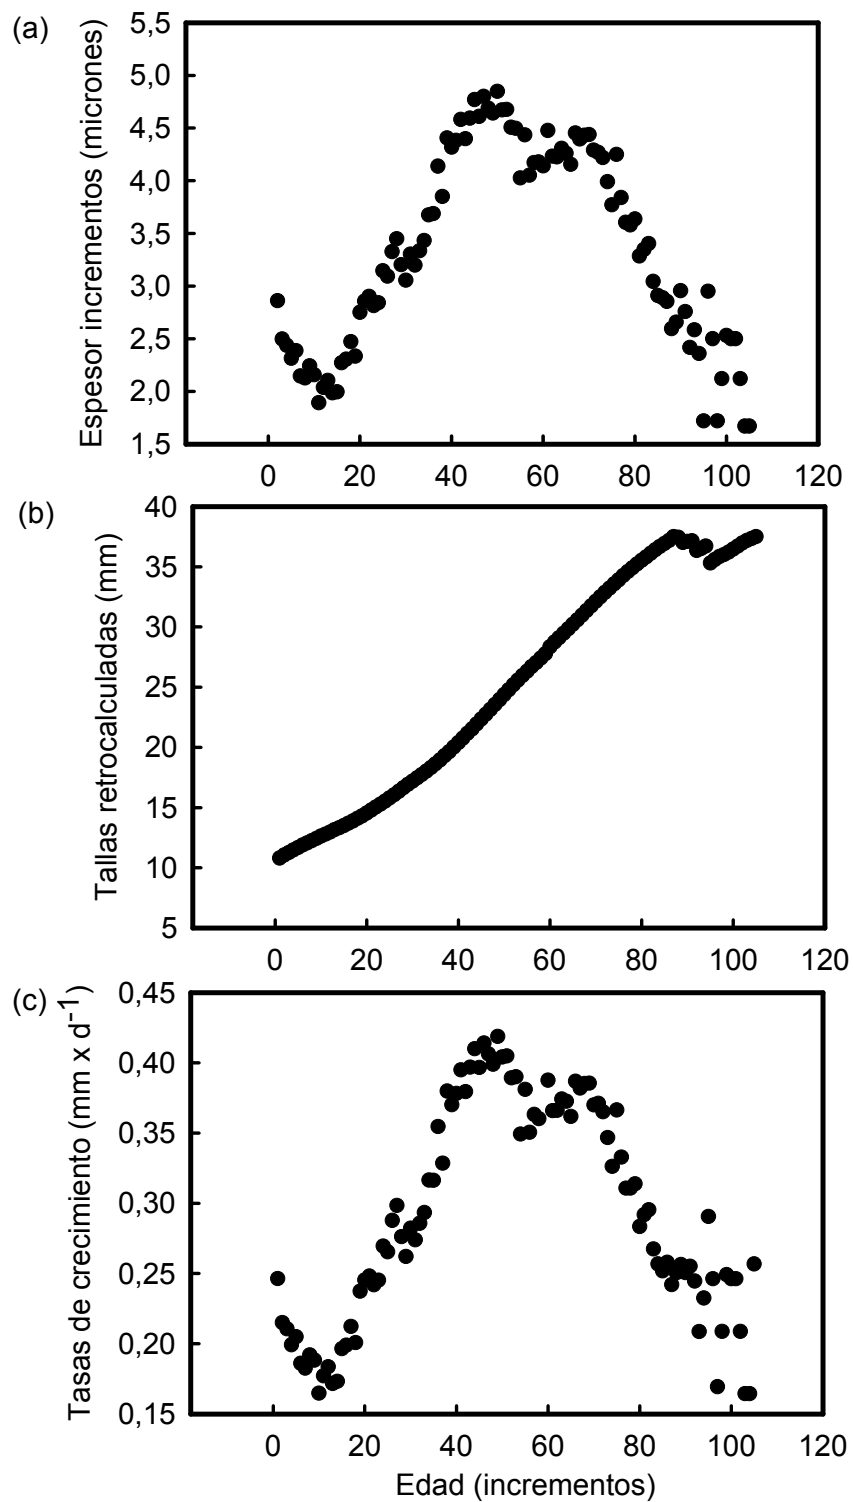 (a)
Espesor incrementos (micrones)
5,5
5,0
4,5
4,0
3,5
3,0
2,5
2,0
1,5
0 20 40 60 80 100 120
(b)
Tallas retrocalculadas (mm)
40
35
30
25
20
15
10
5
0 20 40 60 80 100 120
(c)
Tasas de crecimiento (mm x d-1)
0,45
0,40
0,35
0,30
0,25
0,20
0,15
0 20 40 60 80 100 120
Edad (incrementos)